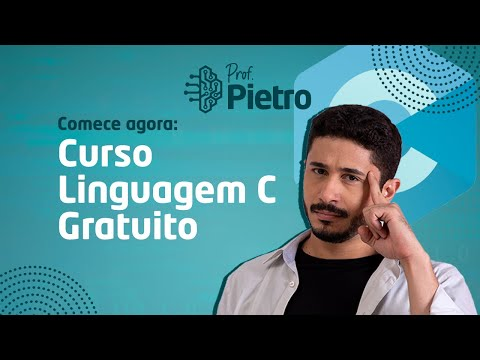 Prof.
Pietro
Comece agora:
Curso
Linguagem C
Gratuito
C